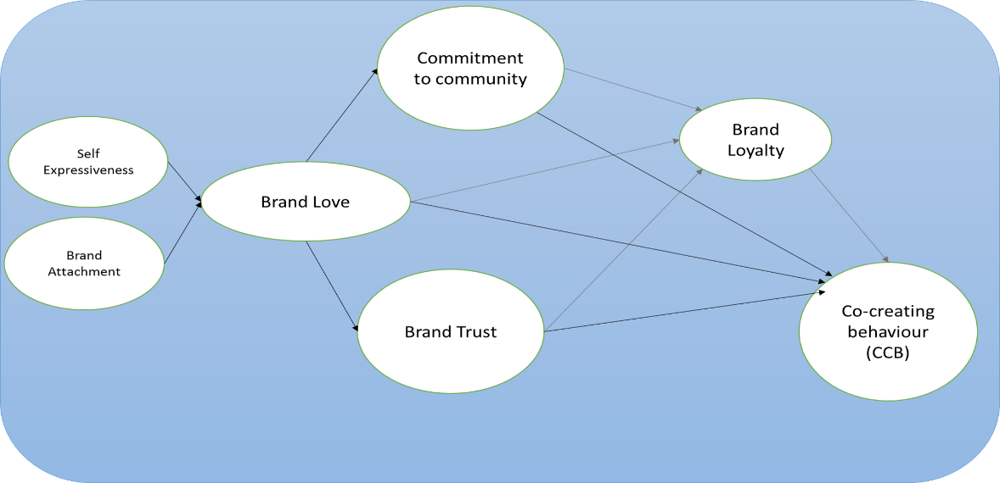 Commitment
to community
Brand
Loyalty
Self
Expressiveness
Brand Love
Brand
Attachment
Brand Trust
Co-creating
behaviour
(CCB)